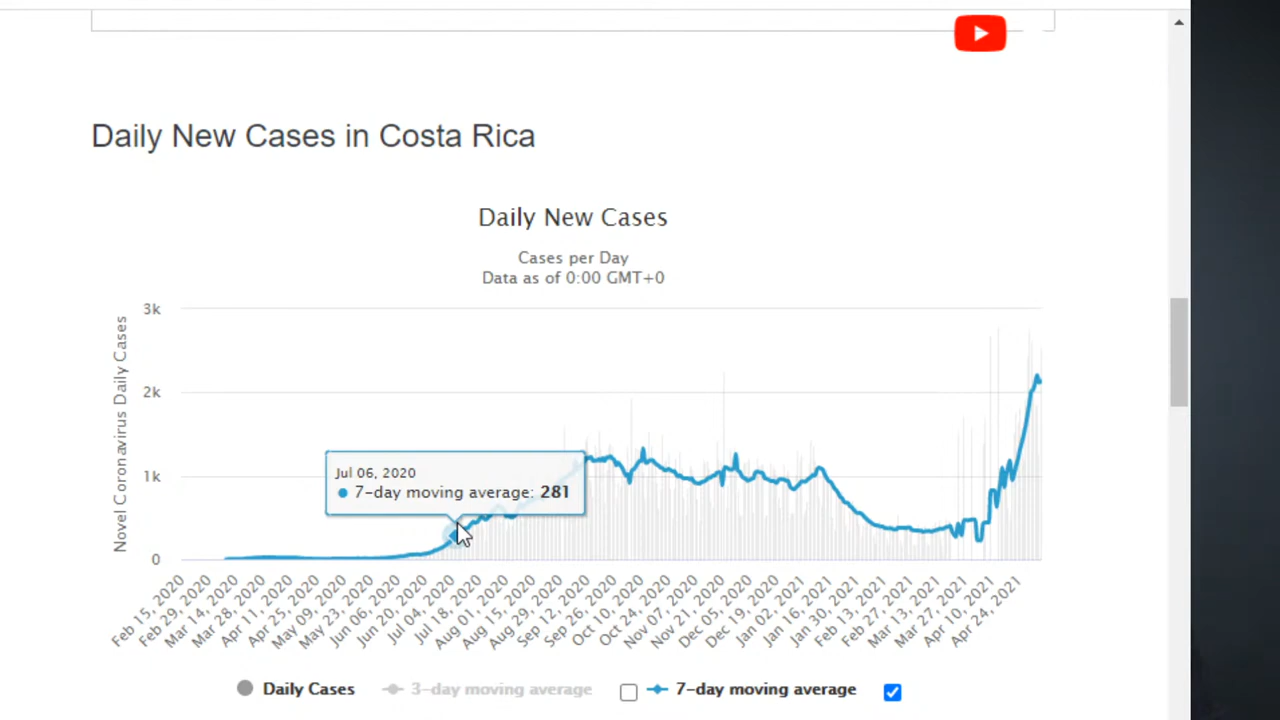 Daily New Cases in Costa Rica
Daily New Cases
Cases per Day
Data as of 0:00 GMT+0
Novel Coronavirus Daily Cases
3k
2k
1k
0
Jul 06, 2020
7-day moving average: 281
Feb 15, 2020
Feb 29, 2020
Mar 14, 2020
Mar 28, 2020
Apr 11, 2020
Apr 25, 2020
May 09, 2020
May 23, 2020
Jun 06, 2020
Jun 20, 2020
Jul 04, 2020
Jul 18, 2020
Aug 01, 2020
Aug 15, 2020
Aug 29, 2020
Sep 12, 2020
Sep 26, 2020
Oct 10, 2020
Oct 24, 2020
Nov 07, 2020
Nov 21, 2020
Dec 05, 2020
Dec 19, 2020
Jan 02, 2021
Jan 16, 2021
Jan 30, 2021
Feb 13, 2021
Feb 27, 2021
Mar 13, 2021
Mar 27, 2021
Apr 10, 2021
Apr 24, 2021
Daily Cases
3-day moving average
7-day moving average